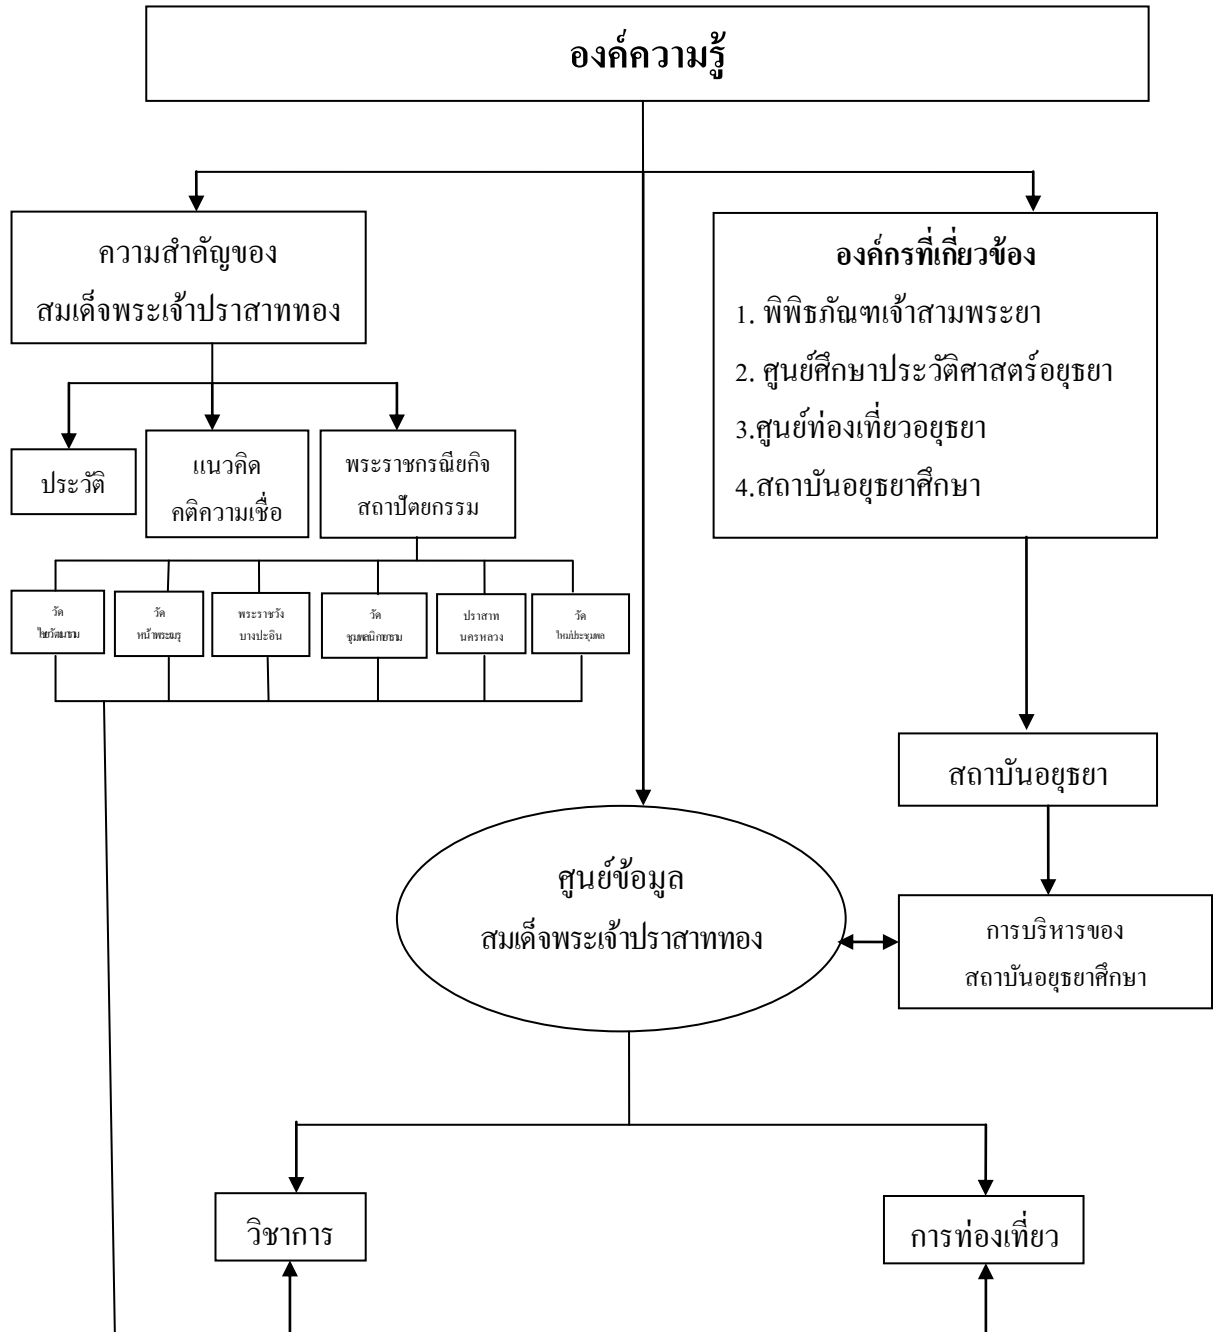 องค์ความรู้
ความสำคัญของ
สมเด็จพระเจ้าปราสาททอง
องค์กรที่เกี่ยวข้อง
1. พิพิธภัณฑเจ้าสามพระยา
2. ศูนย์ศึกษาประวัติศาสตร์อยุธยา
3.ศูนย์ท่องเที่ยวอยุธยา
4.สถาบันอยุธยาศึกษา
ประวัติ
แนวคิด
คติความเชื่อ
พระราชกรณียกิจ
สถาปัตยกรรม
วัด
ไชยวัฒนาราม
วัด
หน้าพระเมรุ
พระราชวัง
บางปะอิน
วัด
ชุมพลนิกายาราม
ปราสาท
นครหลวง
วัด
ใหม่ประชุมพล
สถาบันอยุธยา
ศูนย์ข้อมูล
สมเด็จพระเจ้าปราสาททอง
การบริหารของ
สถาบันอยุธยาศึกษา
วิชาการ
การท่องเที่ยว